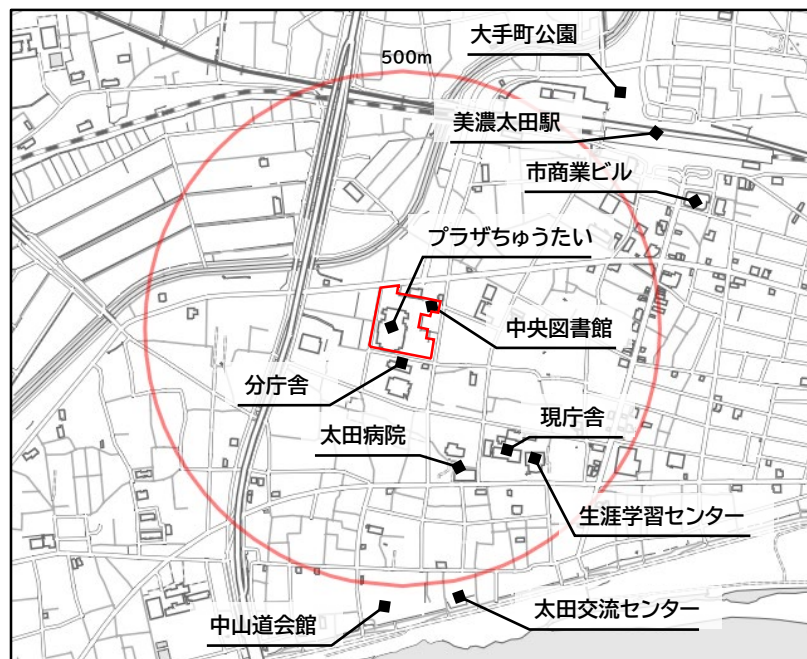 大手町公園
500m
美濃太田駅
市商業ビル
プラザちゅうたい
中央図書館
分庁舎
現庁舎
太田病院
生涯学習センター
太田交流センター
中山道会館